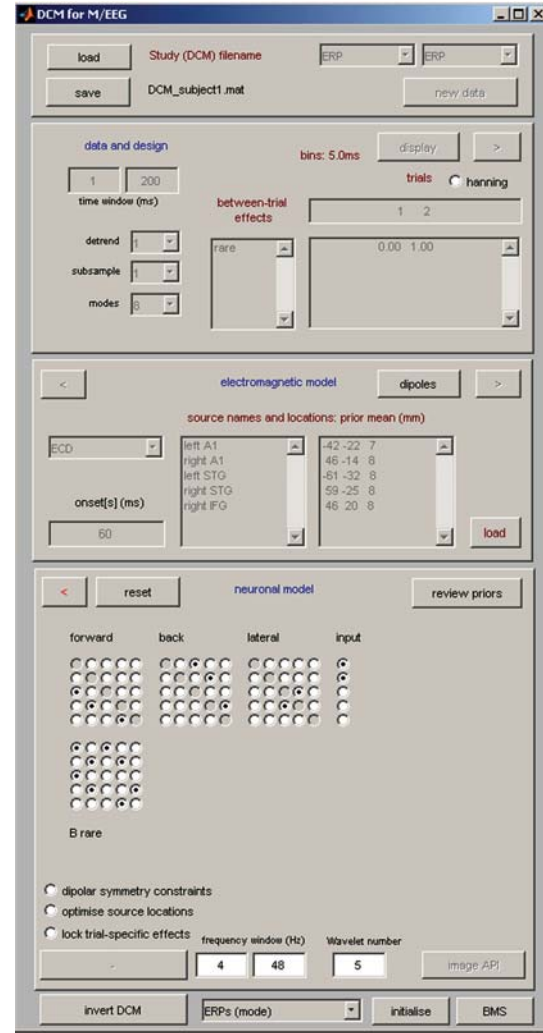 DCM for M/EEG
load Study (DCM) filename ERP ERP
save DCM_subject1.mat new data
data and design
bins: 5.0ms display >
1 200 trials hanning
time window (ms) between-trial effects 1 2
detrend 1 rare 0.00 1.00
subsample 1
modes 8
< electromagnetic model dipoles >
source names and locations: prior mean (mm)
ECD left A1 -42 -22 7
right A1 46 -14 8
left STG -61 -32 8
onset[s] (ms) right STG 59 -25 8
right IFG 46 20 8
60 load
< reset neuronal model review priors
forward back lateral input
B rare
dipolar symmetry constraints
optimise source locations
lock trial-specific effects frequency window (Hz) Wavelet number
- 4 48 5 image API
invert DCM ERPs (mode) initialise BMS